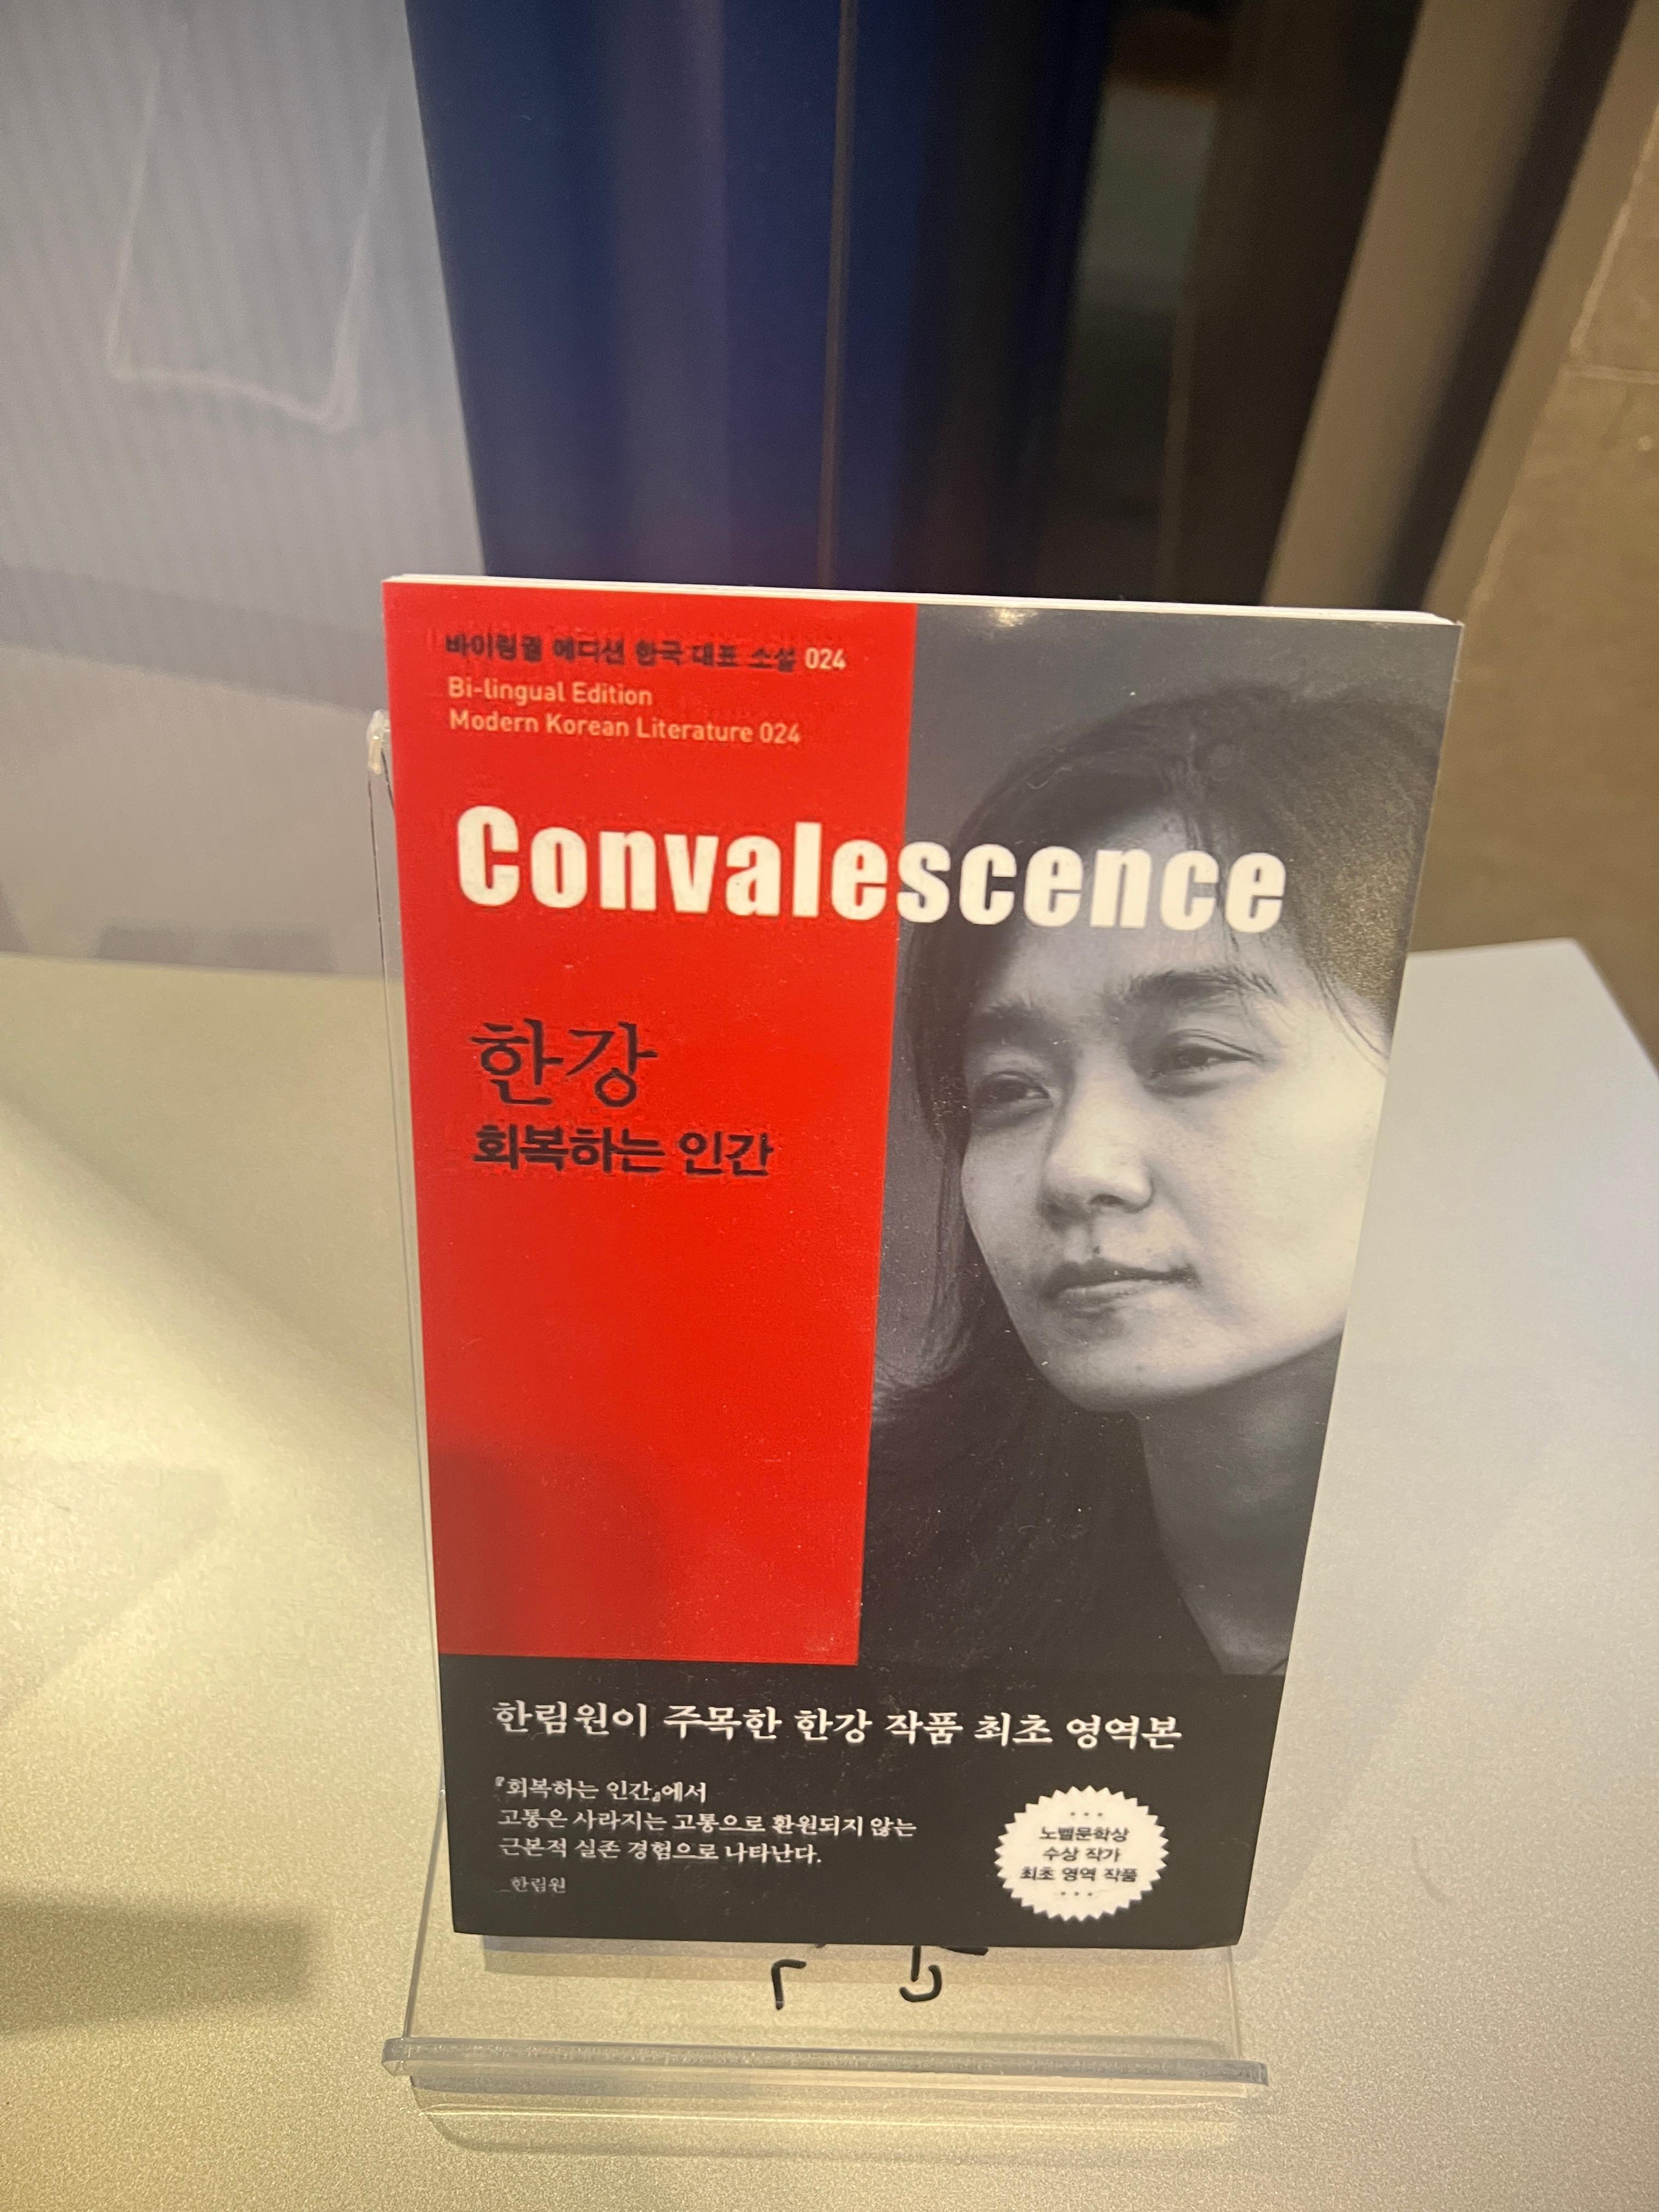 바이링궐 에디션 한국 대표 소설 024
Bi-lingual Edition
Modern Korean Literature 024
Convalescence
한강
회복하는 인간
한림원이 주목한 한강 작품 최초 영역본
『회복하는 인간』에서
고통은 사라지는 고통으로 환원되지 않는
근본적 실존 경험으로 나타난다.
_한림원
노벨문학상
수상 작가
최초 영역 작품